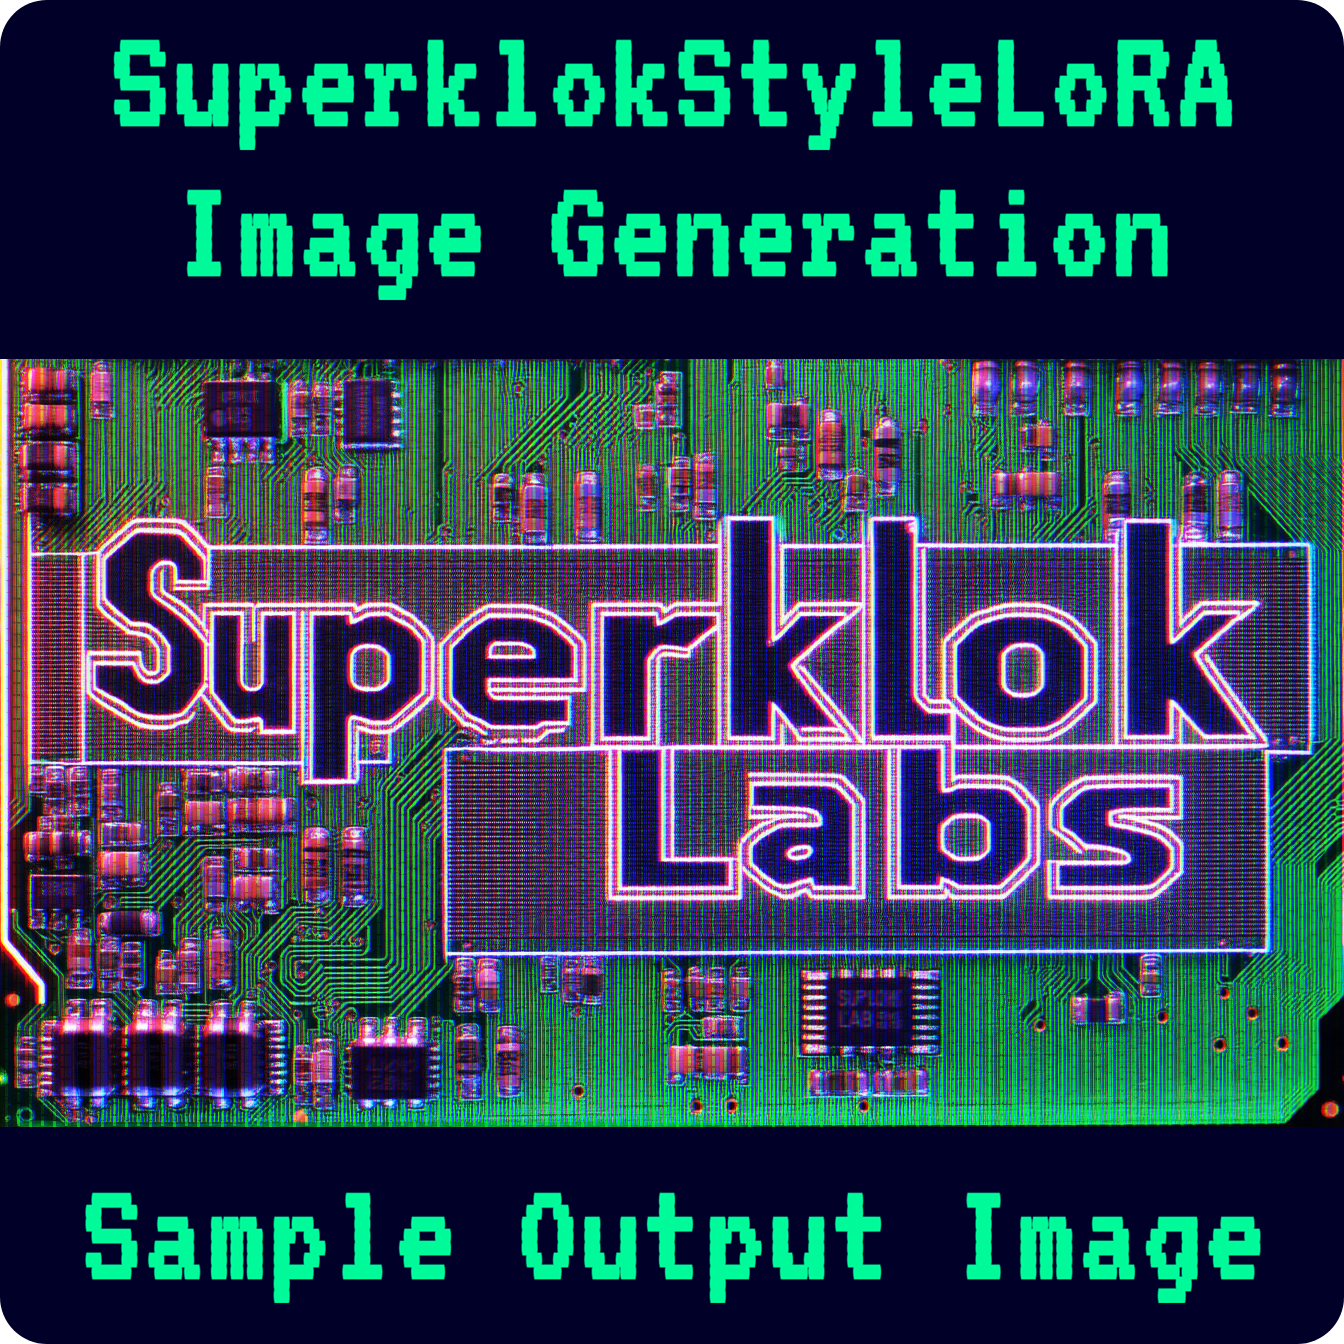 SuperklokStyleLoRA
Image Generation
Superklok
Labs
Sample Output Image